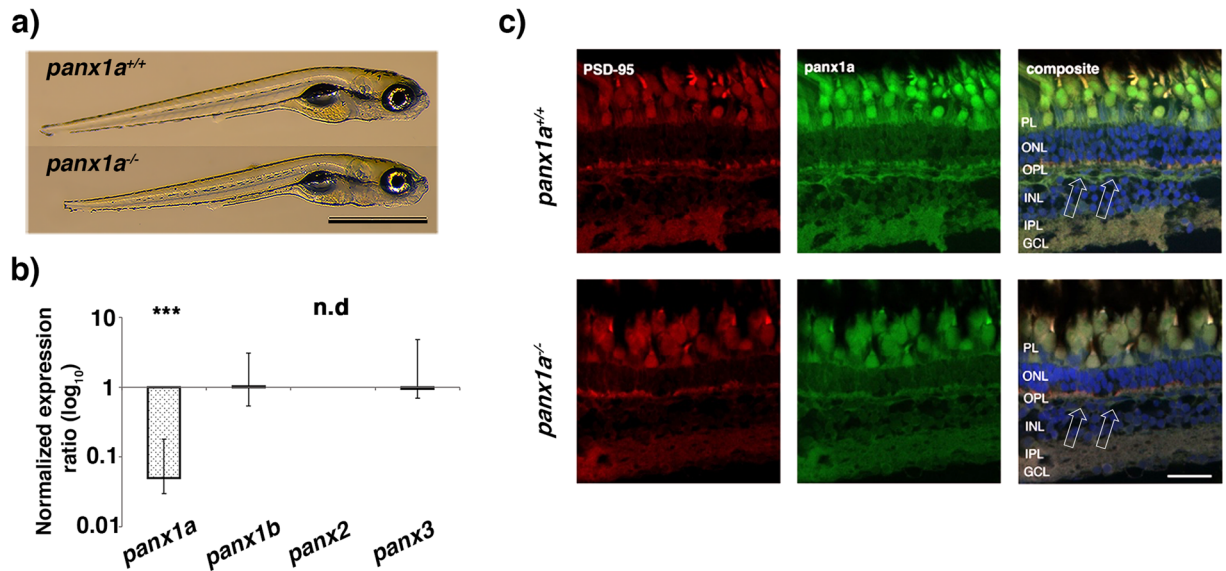 a)
panx1a+/+
panx1a-/-
b)
Normalized expression
ratio (log10)
10
1
0.1
0.01
***
n.d
panx1a
panx1b
panx2
panx3
c)
panx1a+/+
PSD-95
panx1a
composite
PL
ONL
OPL
INL
IPL
GCL
panx1a-/-
PL
ONL
OPL
INL
IPL
GCL